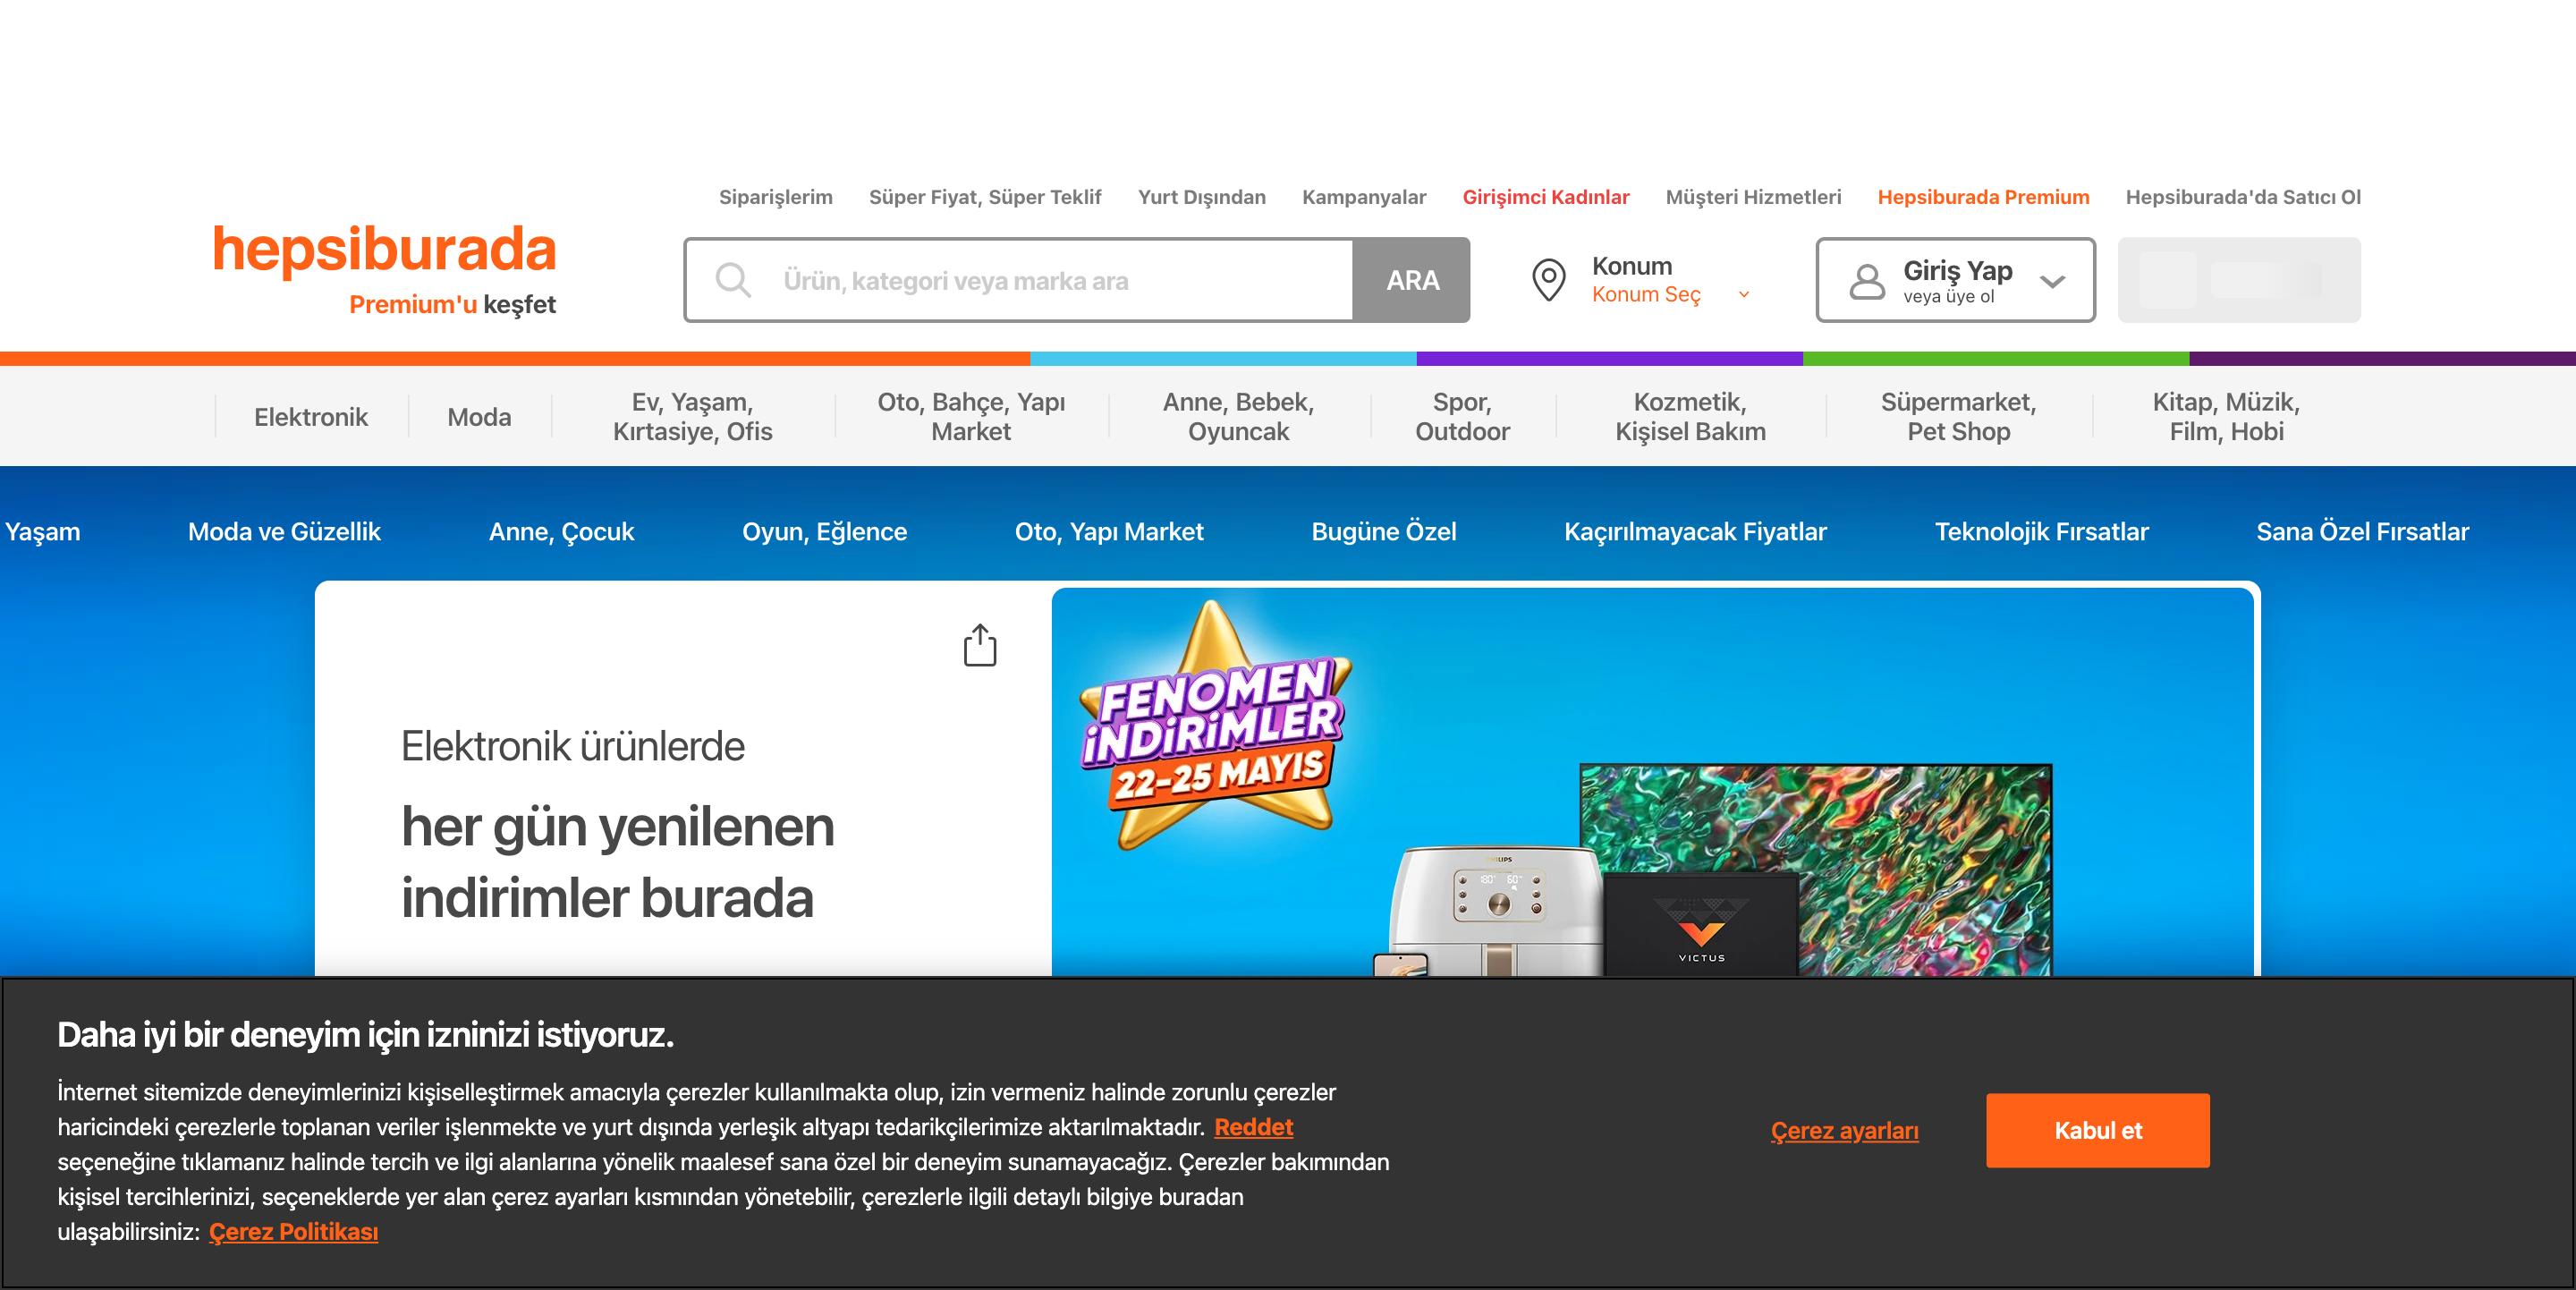 Siparişlerim Süper Fiyat, Süper Teklif Yurt Dışından Kampanyalar Girişimci Kadınlar Müşteri Hizmetleri Hepsiburada Premium Hepsiburada'da Satıcı Ol
hepsiburada
Premium'u keşfet
Ürün, kategori veya marka ara
ARA
Konum
Konum Seç
Giriş Yap
veya üye ol
Elektronik
Moda
Ev, Yaşam,
Kırtasiye, Ofis
Oto, Bahçe, Yapı
Market
Anne, Bebek,
Oyuncak
Spor,
Outdoor
Kozmetik,
Kişisel Bakım
Süpermarket,
Pet Shop
Kitap, Müzik,
Film, Hobi
Yaşam Moda ve Güzellik Anne, Çocuk Oyun, Eğlence Oto, Yapı Market Bugüne Özel Kaçırılmayacak Fiyatlar Teknolojik Fırsatlar Sana Özel Fırsatlar
Elektronik ürünlerde
her gün yenilenen
indirimler burada
FENOMEN
İNDİRİMLER
22-25 MAYIS
PHILIPS
180° 60
VICTUS
Daha iyi bir deneyim için izninizi istiyoruz.
İnternet sitemizde deneyimlerinizi kişiselleştirmek amacıyla çerezler kullanılmakta olup, izin vermeniz halinde zorunlu çerezler
haricindeki çerezlerle toplanan veriler işlenmekte ve yurt dışında yerleşik altyapı tedarikçilerimize aktarılmaktadır. Reddet
seçeneğine tıklamanız halinde tercih ve ilgi alanlarına yönelik maalesef sana özel bir deneyim sunamayacağız. Çerezler bakımından
kişisel tercihlerinizi, seçeneklerde yer alan çerez ayarları kısmından yönetebilir, çerezlerle ilgili detaylı bilgiye buradan
ulaşabilirsiniz: Çerez Politikası
Çerez ayarları
Kabul et